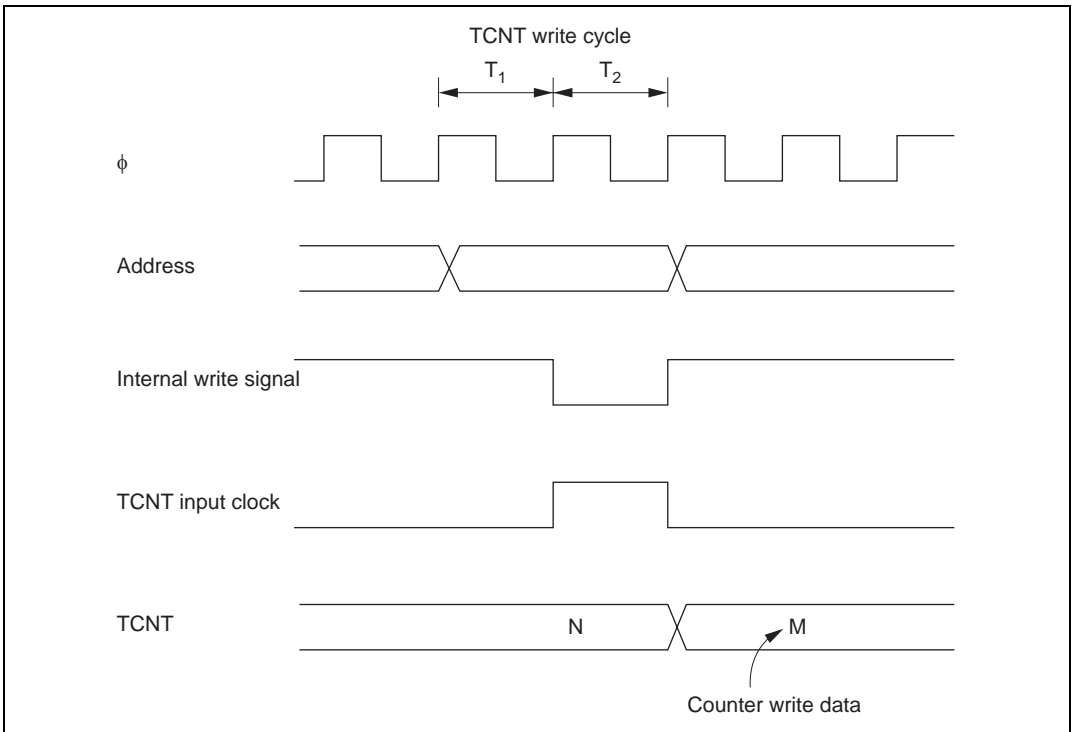 TCNT write cycle
T1 T2
ϕ
Address
Internal write signal
TCNT input clock
TCNT N M
Counter write data